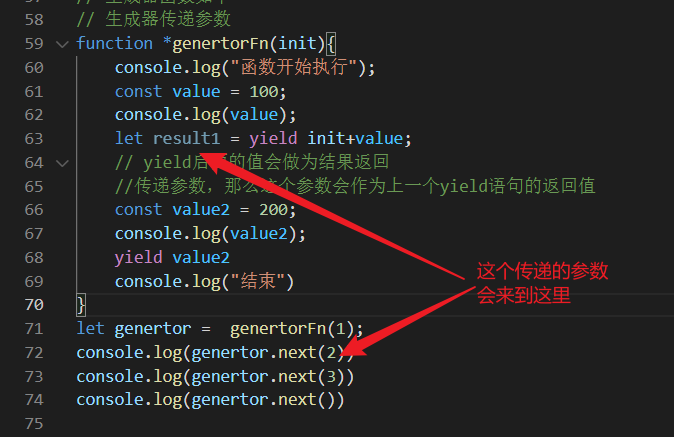 58 // 生成器传递参数
59 function *genertorFn(init){
60 console.log("函数开始执行");
61 const value = 100;
62 console.log(value);
63 let result1 = yield init+value;
64 // yield后 的值会做为结果返回
65 //传递参数，那么这个参数会作为上一个yield语句的返回值
66 const value2 = 200;
67 console.log(value2);
68 yield value2
69 console.log("结束")
70 }
71 let genertor = genertorFn(1);
72 console.log(genertor.next(2))
73 console.log(genertor.next(3))
74 console.log(genertor.next())
75
这个传递的参数
会来到这里